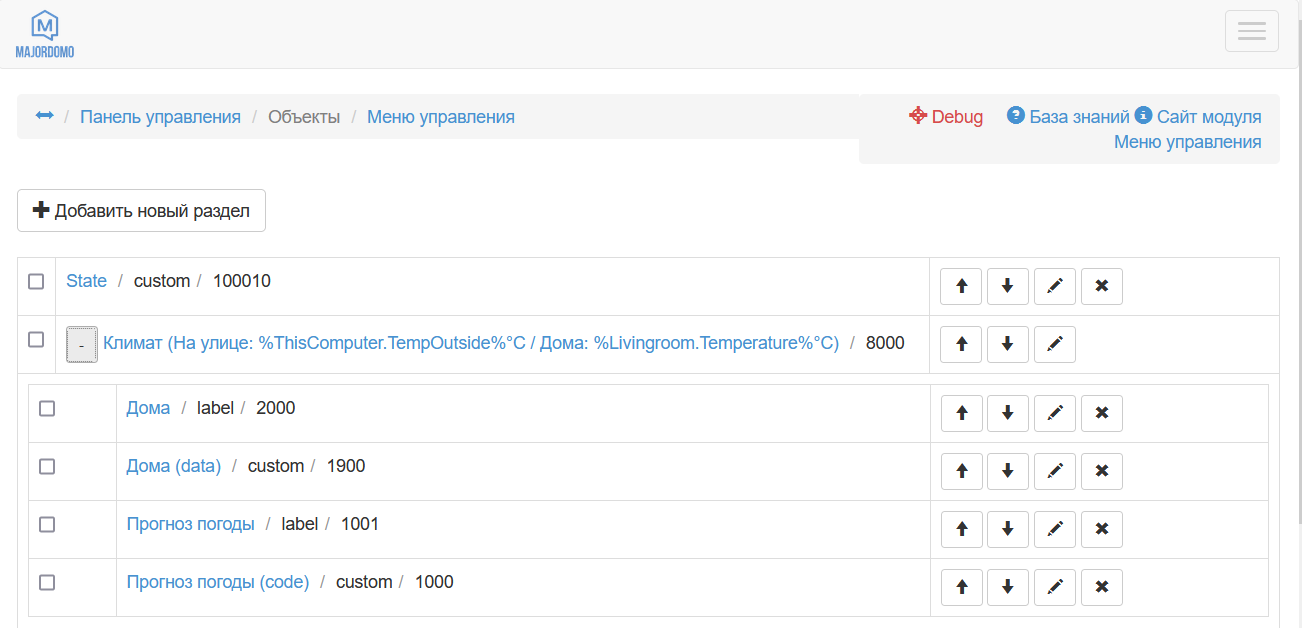 M
MAJORDOMO
/ Панель управления / Объекты / Меню управления
Debug База знаний Сайт модуля
Меню управления
Добавить новый раздел
State / custom / 100010
- Климат (На улице: %ThisComputer.TempOutside%°C / Дома: %Livingroom.Temperature%°C) / 8000
Дома / label / 2000
Дома (data) / custom / 1900
Прогноз погоды / label / 1001
Прогноз погоды (code) / custom / 1000